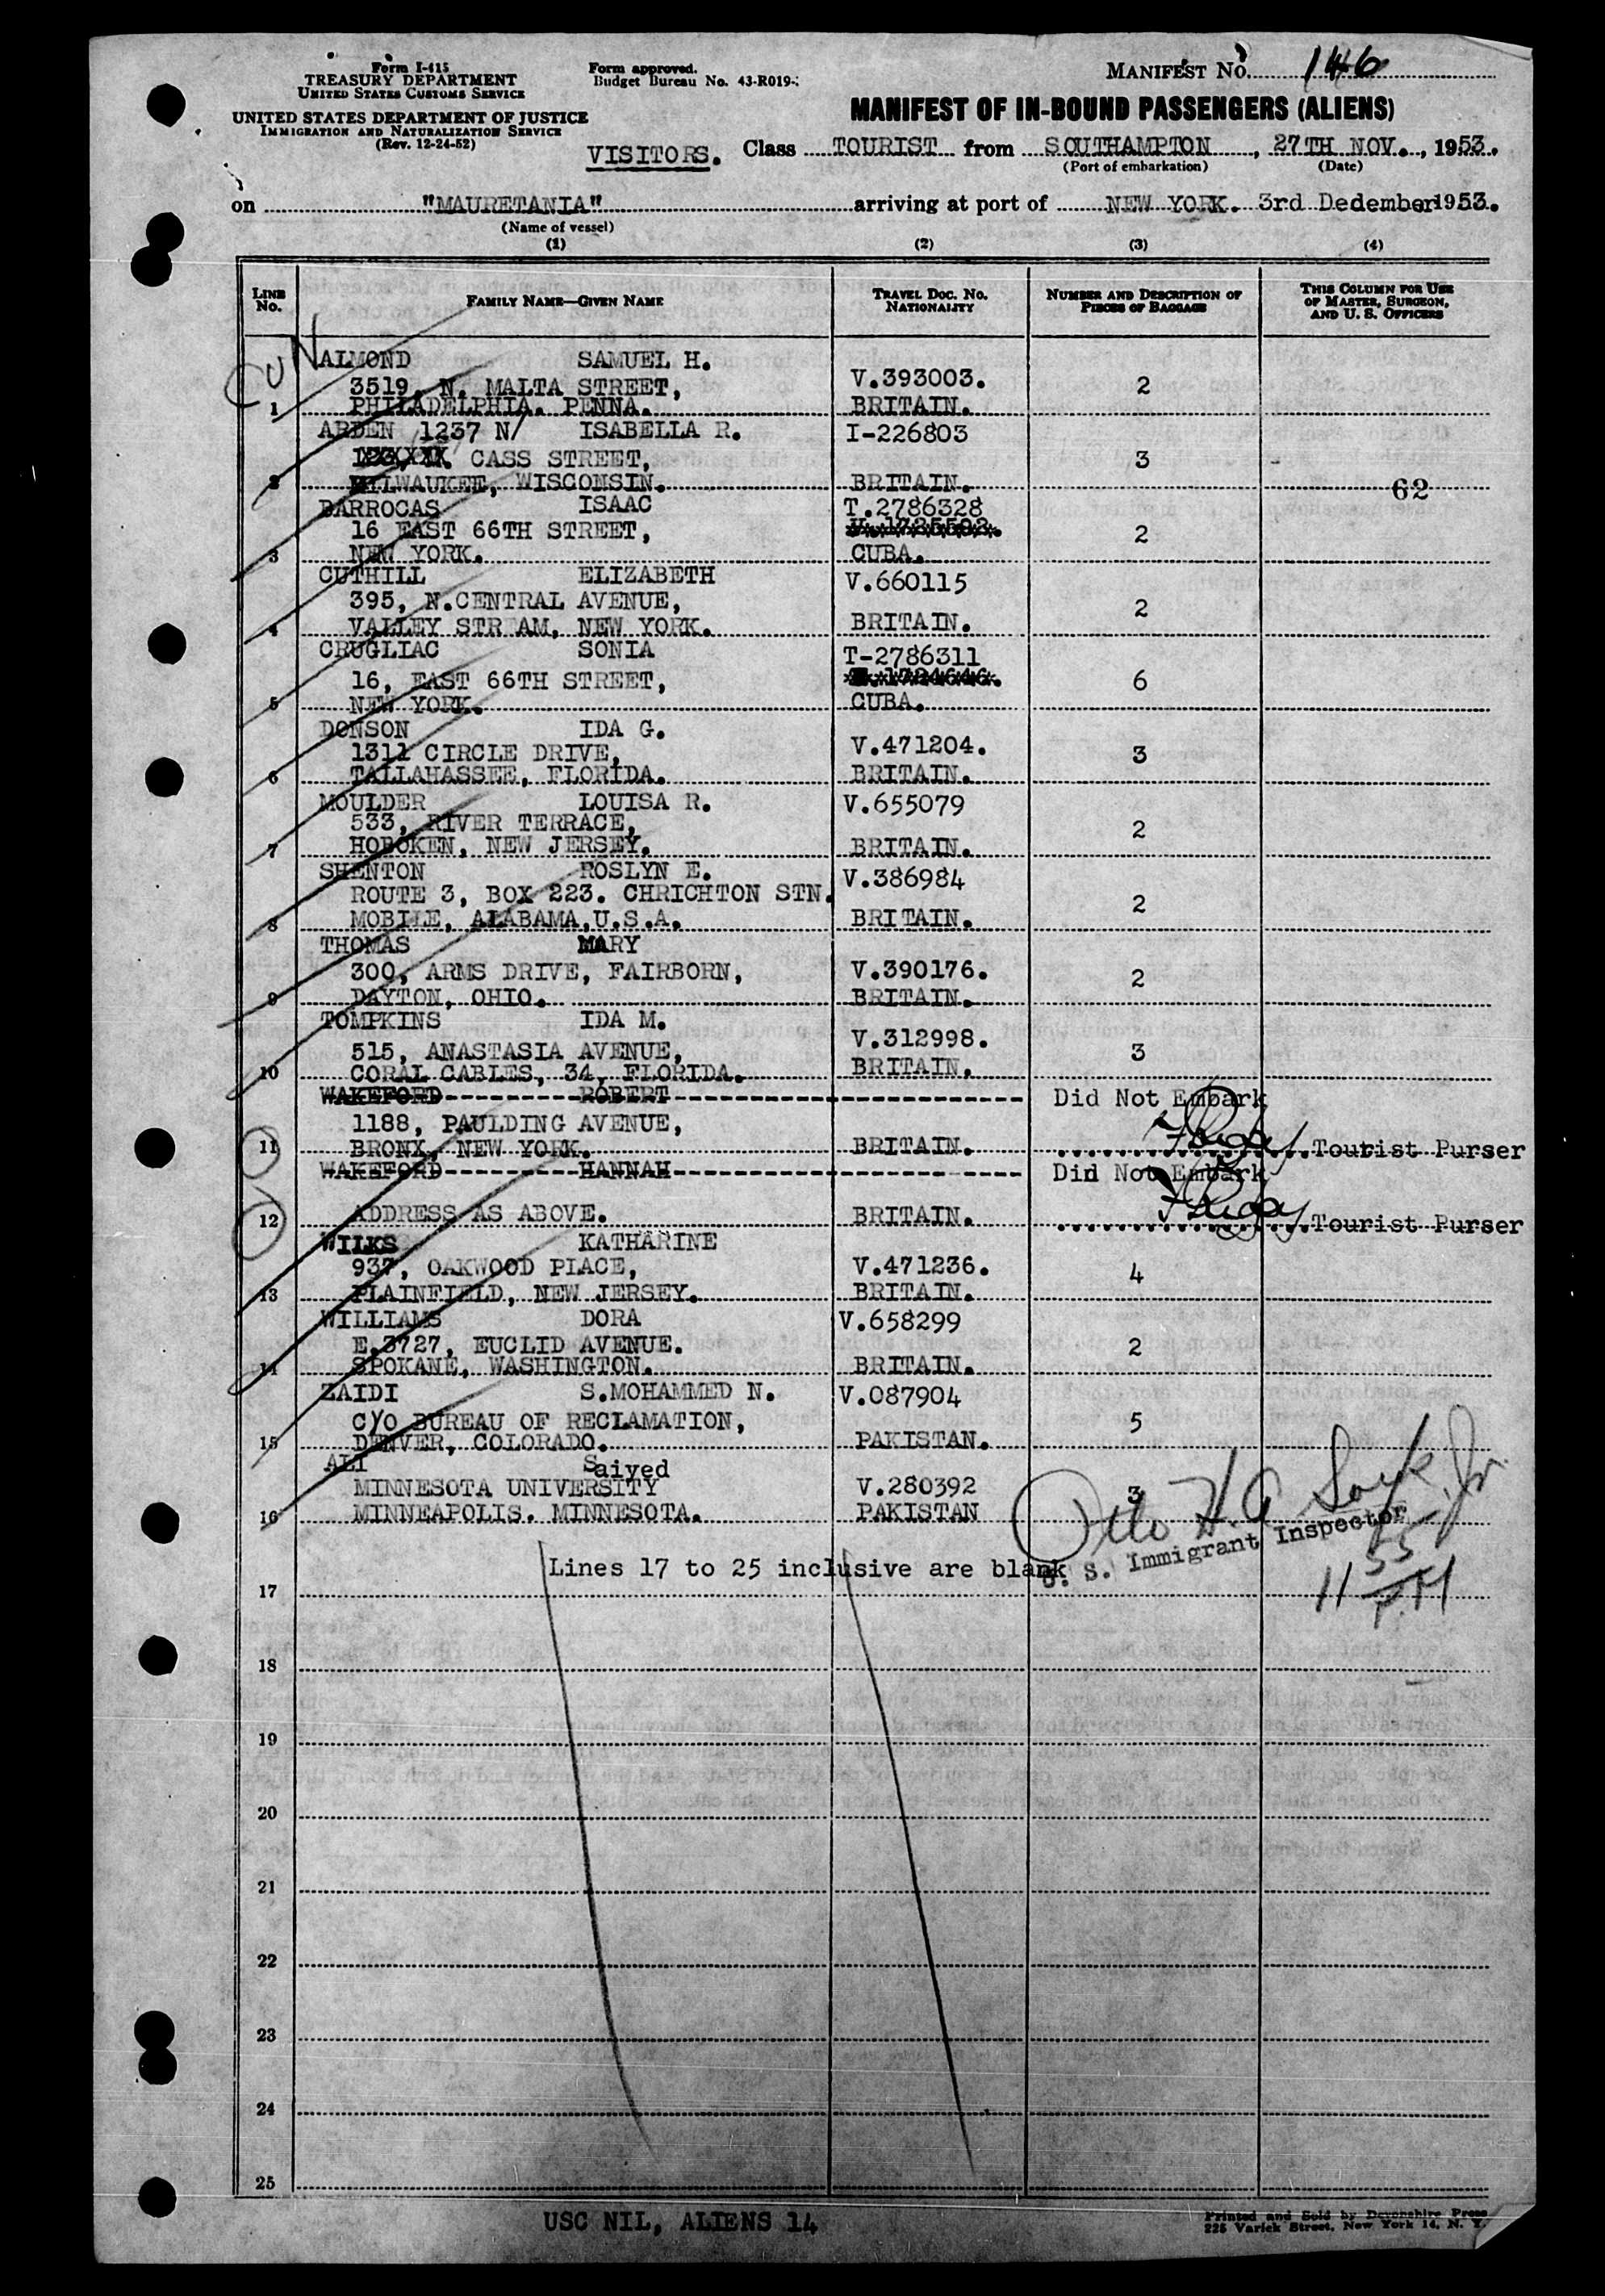 Form I-415
TREASURY DEPARTMENT
UNITED STATES CUSTOMS SERVICE
UNITED STATES DEPARTMENT OF JUSTICE
IMMIGRATION AND NATURALIZATION SERVICE
(Rev. 12-24-52)
Form approved.
Budget Bureau No. 43-R019-
MANIFEST NO. 146
MANIFEST OF IN-BOUND PASSENGERS (ALIENS)
VISITORS. Class TOURIST from SOUTHAMPTON, 27TH NOV., 1953.
(Port of embarkation) (Date)
on "MAURETANIA" arriving at port of NEW YORK. 3rd Dedember 1953.
(Name of vessel)
(1) (2) (3) (4)
LINE NO. FAMILY NAME—GIVEN NAME TRAVEL DOC. NO. NATIONALITY NUMBER AND DESCRIPTION OF PIECES OF BAGGAGE THIS COLUMN FOR USE OF MASTER, SURGEON, AND U. S. OFFICERS
CUN
ALMOND SAMUEL H.
3519, N. MALTA STREET, V.393003. 2
1 PHILADELPHIA. PENNA. BRITAIN.
ARDEN 1237 N/ ISABELLA R. I-226803
CASS STREET, 3
2 MILWAUKEE, WISCONSIN. BRITAIN. 62
BARROCAS ISAAC T.2786328
16 EAST 66TH STREET, V.1725592. 2
3 NEW YORK. CUBA.
CUTHILL ELIZABETH V.660115
395, N.CENTRAL AVENUE, 2
4 VALLEY STR AM, NEW YORK. BRITAIN.
CRUGLIAC SONIA T-2786311
16, EAST 66TH STREET, 6
5 NEW YORK. CUBA.
DONSON IDA G.
1311 CIRCLE DRIVE, V.471204. 3
6 TALLAHASSEE, FLORIDA. BRITAIN.
MOULDER LOUISA R. V.655079
533, RIVER TERRACE, 2
7 HOBOKEN, NEW JERSEY. BRITAIN.
SHENTON ROSLYN E. V.386984
ROUTE 3, BOX 223. CHRICHTON STN. 2
8 MOBILE, ALABAMA,U.S.A. BRITAIN.
THOMAS MARY
300, ARMS DRIVE, FAIRBORN, V.390176. 2
9 DAYTON, OHIO. BRITAIN.
TOMPKINS IDA M.
515, ANASTASIA AVENUE, V.312998. 3
10 CORAL CABLES, 34, FLORIDA. BRITAIN.
WAKEFORD ROBERT Did Not Embark
1188, PAULDING AVENUE,
11 BRONX, NEW YORK. BRITAIN. Tourist Purser
WAKEFORD HANNAH Did Not Embark
12 ADDRESS AS ABOVE. BRITAIN. Tourist Purser
WILKS KATHARINE
937, OAKWOOD PLACE, V.471236. 4
13 PLAINFIELD, NEW JERSEY. BRITAIN.
WILLIAMS DORA V.658299
E.3727, EUCLID AVENUE. 2
14 SPOKANE, WASHINGTON. BRITAIN.
ZAIDI S.MOHAMMED N. V.087904
C/O BUREAU OF RECLAMATION, 5
15 DENVER, COLORADO. PAKISTAN.
ALI Saiyed
MINNESOTA UNIVERSITY V.280392 3
16 MINNEAPOLIS. MINNESOTA. PAKISTAN
Otto H.G.
U. S. Immigrant Inspector
Lines 17 to 25 inclusive are blank
11 55 P.M
17
18
19
20
21
22
23
24
25
USC NIL, ALIENS 14
Printed and Sold by Devonshire Press
225 Varick Street, New York 14, N. Y.